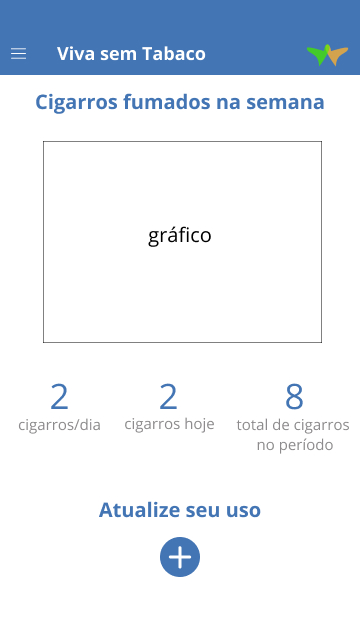 Viva sem Tabaco
Cigarros fumados na semana
gráfico
2
cigarros/dia
2
cigarros hoje
8
total de cigarros
no período
Atualize seu uso